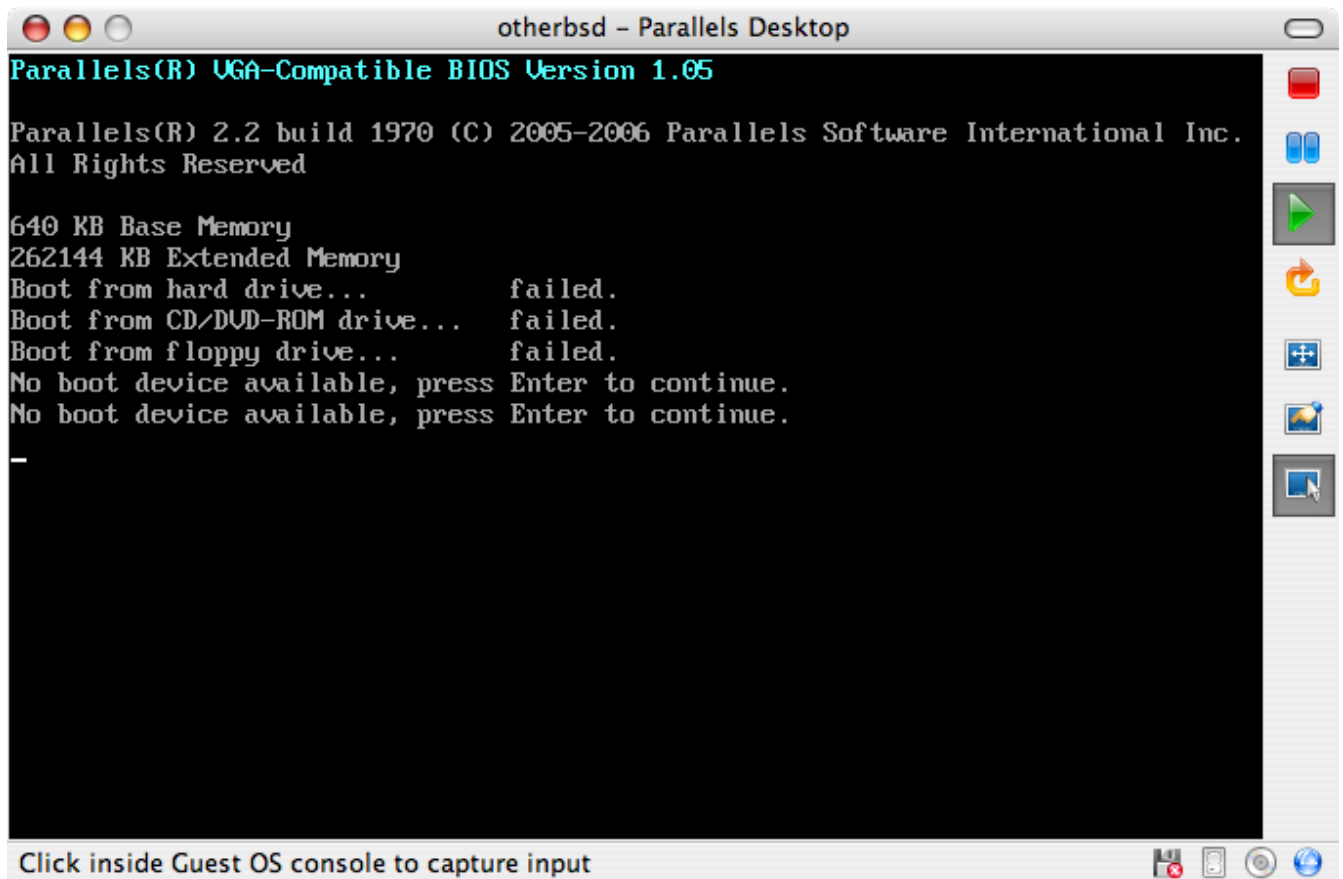 otherbsd – Parallels Desktop
Parallels(R) VGA-Compatible BIOS Version 1.05
Parallels(R) 2.2 build 1970 (C) 2005-2006 Parallels Software International Inc.
All Rights Reserved
640 KB Base Memory
262144 KB Extended Memory
Boot from hard drive... failed.
Boot from CD/DVD-ROM drive... failed.
Boot from floppy drive... failed.
No boot device available, press Enter to continue.
No boot device available, press Enter to continue.
Click inside Guest OS console to capture input